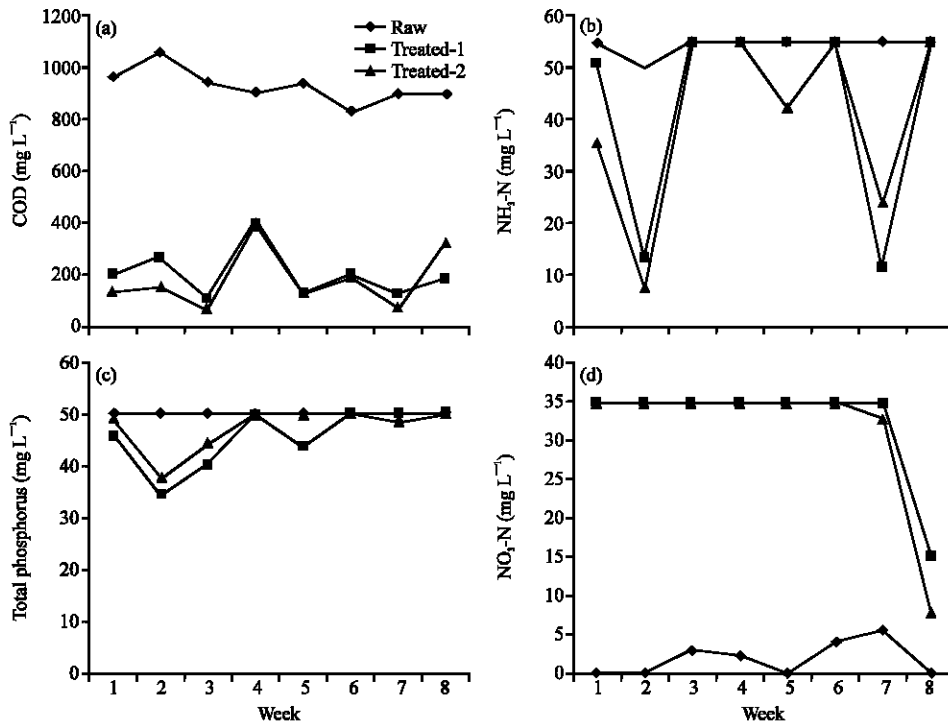 (a)
Raw
Treated-1
Treated-2
COD (mg L⁻¹)
1200
1000
800
600
400
200
0
(b)
NH₃-N (mg L⁻¹)
60
50
40
30
20
10
0
(c)
Total phosphorus (mg L⁻¹)
60
50
40
30
20
10
0
1 2 3 4 5 6 7 8
Week
(d)
NO₃-N (mg L⁻¹)
40
35
30
25
20
15
10
5
0
1 2 3 4 5 6 7 8
Week